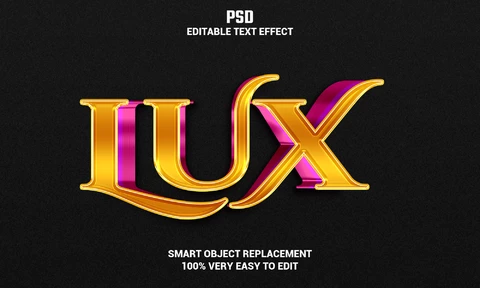 PSD
EDITABLE TEXT EFFECT
LUX
SMART OBJECT REPLACEMENT
100% VERY EASY TO EDIT